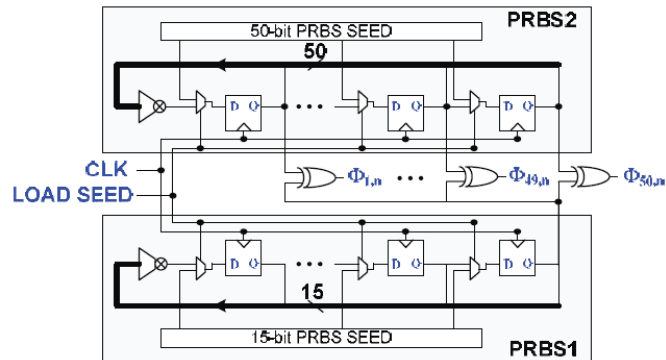 50-bit PRBS SEED
PRBS2
50
D Q
• • •
D Q
D Q
CLK
LOAD SEED
Φ1,n
• • •
Φ49,n
Φ50,n
D Q
• • •
D Q
D Q
15
15-bit PRBS SEED
PRBS1